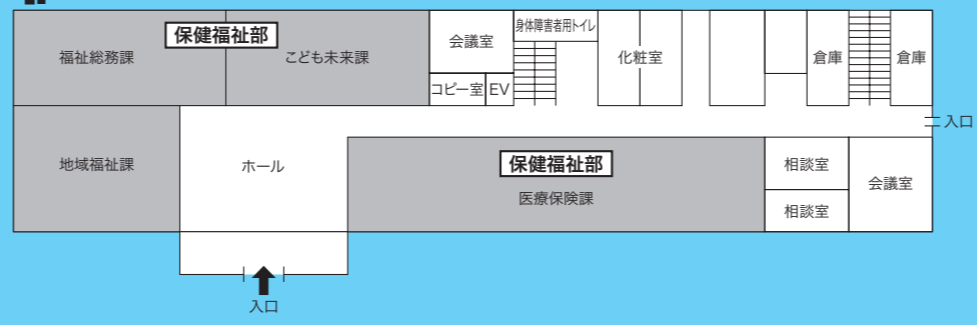 保健福祉部
福祉総務課
こども未来課
会議室
コピー室
EV
身体障害者用トイレ
化粧室
倉庫
倉庫
入口
地域福祉課
ホール
保健福祉部
医療保険課
相談室
相談室
会議室
入口